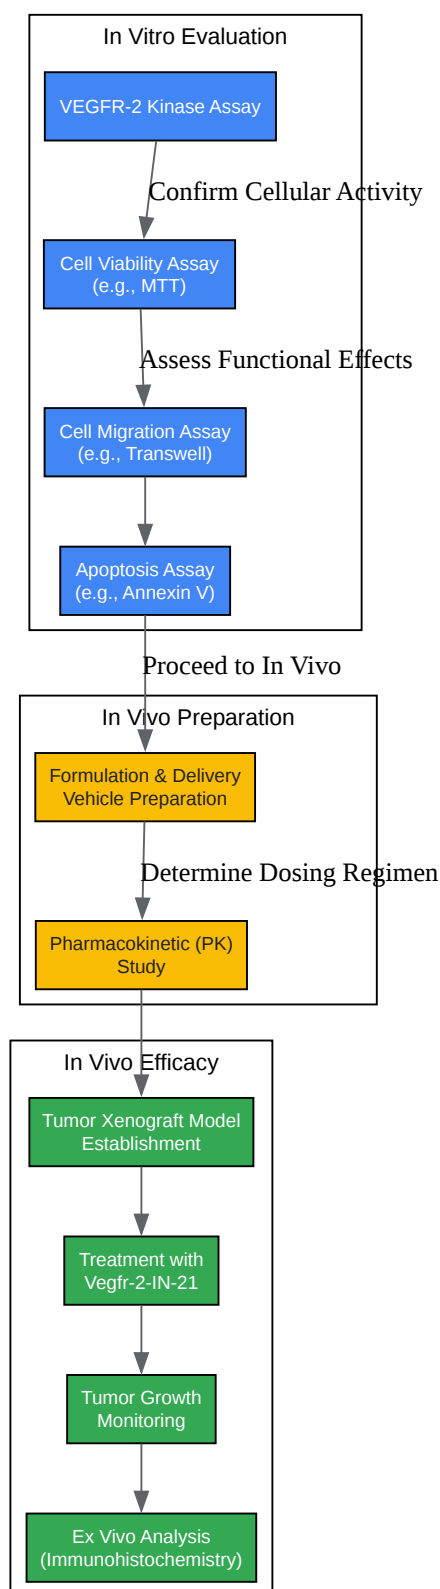 In Vitro Evaluation
VEGFR-2 Kinase Assay
Confirm Cellular Activity
Cell Viability Assay
(e.g., MTT)
Assess Functional Effects
Cell Migration Assay
(e.g., Transwell)
Apoptosis Assay
(e.g., Annexin V)
Proceed to In Vivo
In Vivo Preparation
Formulation & Delivery
Vehicle Preparation
Determine Dosing Regimen
Pharmacokinetic (PK)
Study
In Vivo Efficacy
Tumor Xenograft Model
Establishment
Treatment with
Vegfr-2-IN-21
Tumor Growth
Monitoring
Ex Vivo Analysis
(Immunohistochemistry)